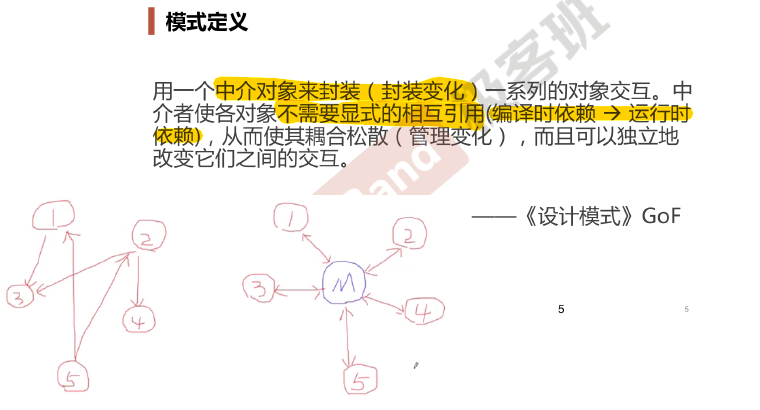 模式定义
用一个中介对象来封装（封装变化）一系列的对象交互。中
介者使各对象不需要显式的相互引用(编译时依赖 → 运行时
依赖)，从而使其耦合松散（管理变化），而且可以独立地
改变它们之间的交互。
——《设计模式》GoF
1
2
3
4
5
1
2
3
M
4
5
5
5
极客班
and